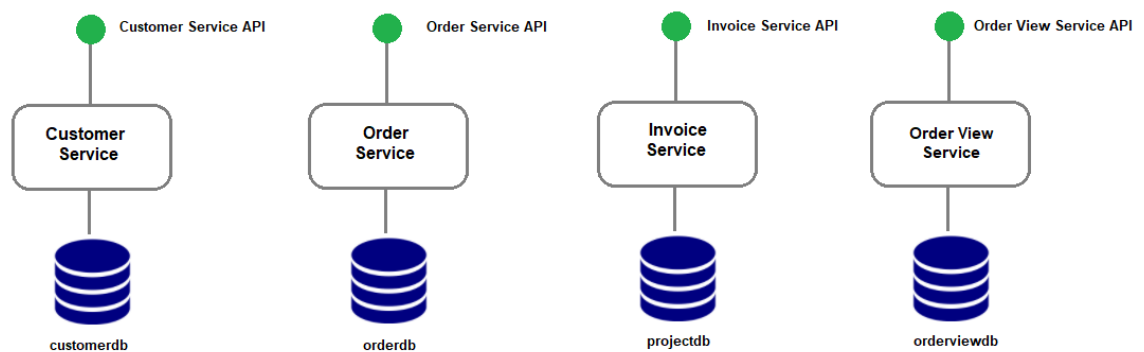 Customer Service API
Order Service API
Invoice Service API
Order View Service API
Customer
Service
Order
Service
Invoice
Service
Order View
Service
customerdb
orderdb
projectdb
orderviewdb